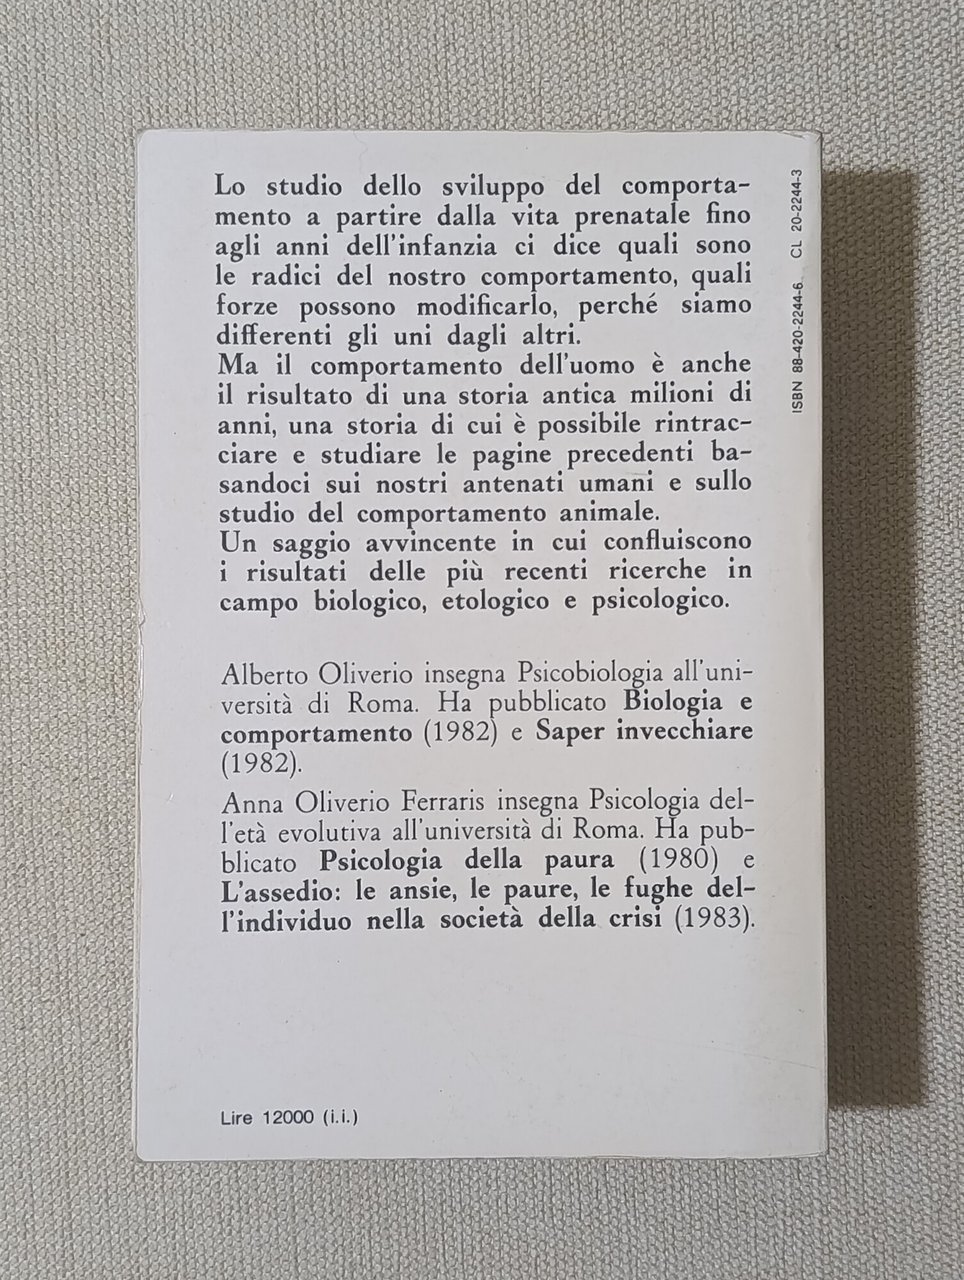 Lo studio dello sviluppo del comporta-
mento a partire dalla vita prenatale fino
agli anni dell'infanzia ci dice quali sono
le radici del nostro comportamento, quali
forze possono modificarlo, perché siamo
differenti gli uni dagli altri.
Ma il comportamento dell'uomo è anche
il risultato di una storia antica milioni di
anni, una storia di cui è possibile rintrac-
ciare e studiare le pagine precedenti ba-
sandoci sui nostri antenati umani e sullo
studio del comportamento animale.
Un saggio avvincente in cui confluiscono
i risultati delle più recenti ricerche in
campo biologico, etologico e psicologico.
Alberto Oliverio insegna Psicobiologia all'uni-
versità di Roma. Ha pubblicato Biologia e
comportamento (1982) e Saper invecchiare
(1982).
Anna Oliverio Ferraris insegna Psicologia del-
l'età evolutiva all'università di Roma. Ha pub-
blicato Psicologia della paura (1980) e
L'assedio: le ansie, le paure, le fughe del-
l'individuo nella società della crisi (1983).
Lire 12000 (i.i.)
ISBN 88-420-2244-6 CL 20-2244-3